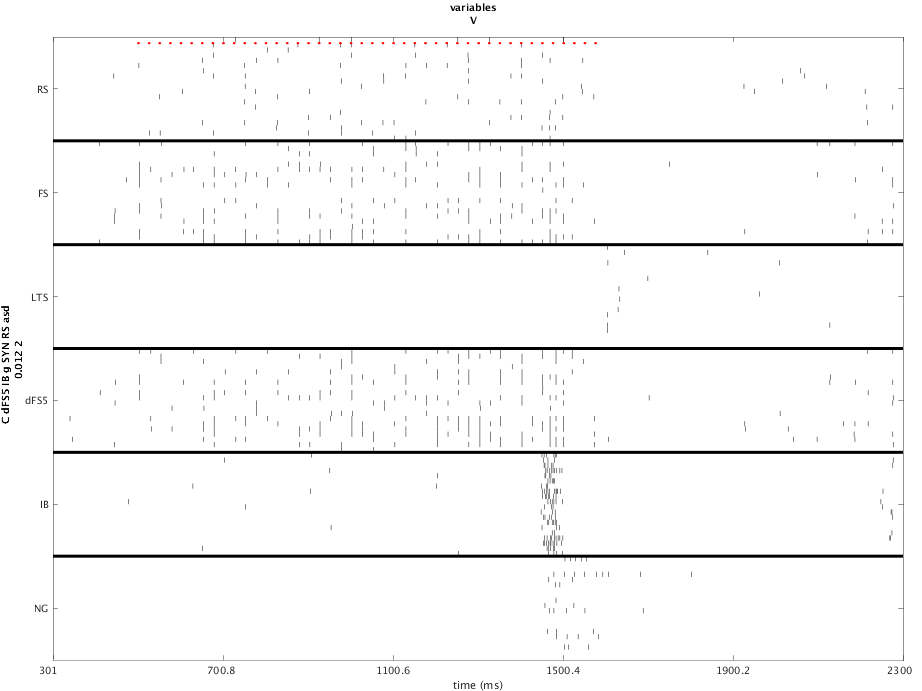 variables
V
RS
FS
LTS
dFS5
IB
NG
C dFS5 IB g SYN RS asd
0.012 2
301
700.8
1100.6
1500.4
1900.2
2300
time (ms)